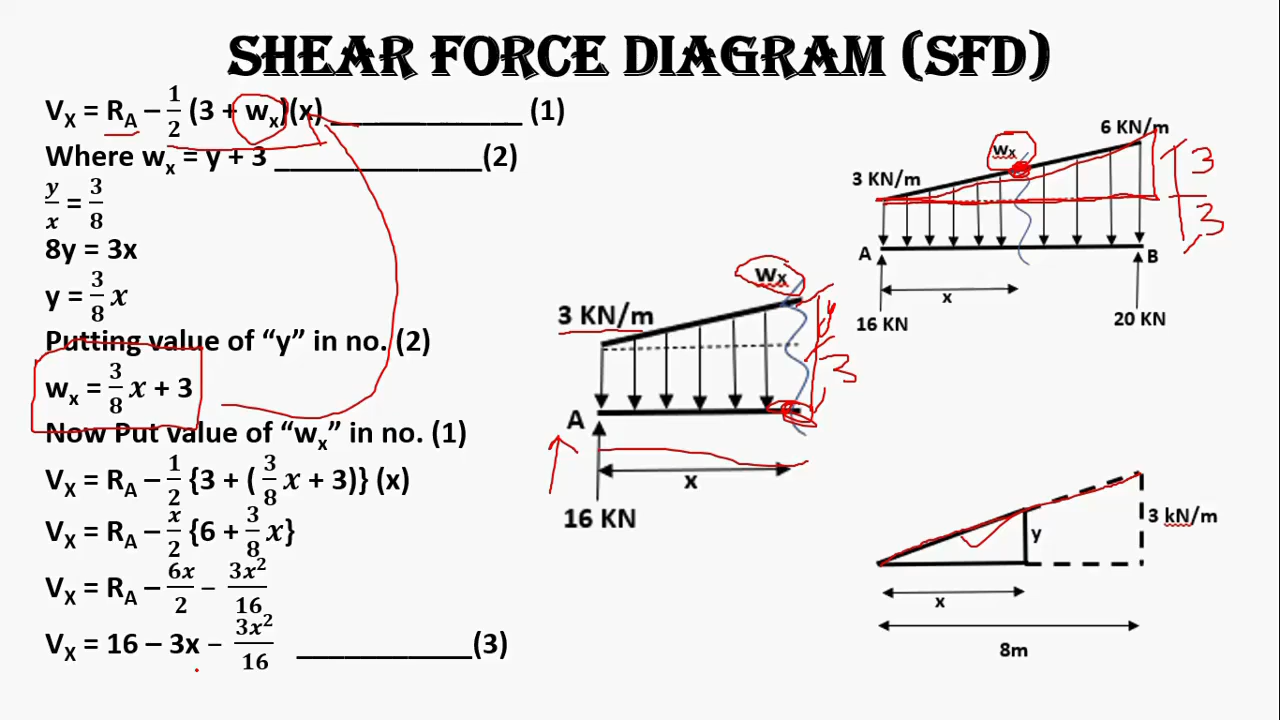 SHEAR FORCE DIAGRAM (SFD)
Vx = RA – 1/2 (3 + wx)(x) ______________ (1)
Where wx = y + 3 ______________(2)
y/x = 3/8
8y = 3x
y = 3/8 x
Putting value of “y” in no. (2)
wx = 3/8 x + 3
Now Put value of “wx” in no. (1)
VX = RA – 1/2 {3 + ( 3/8 x + 3)} (x)
VX = RA – x/2 {6 + 3/8 x}
VX = RA – 6x/2 – 3x²/16
VX = 16 – 3x – 3x²/16 ____________(3)
wx
3 KN/m
y
3
A
x
16 KN
6 KN/m
wx
3 KN/m
3
3
A
B
x
16 KN
20 KN
3 kN/m
y
x
8m